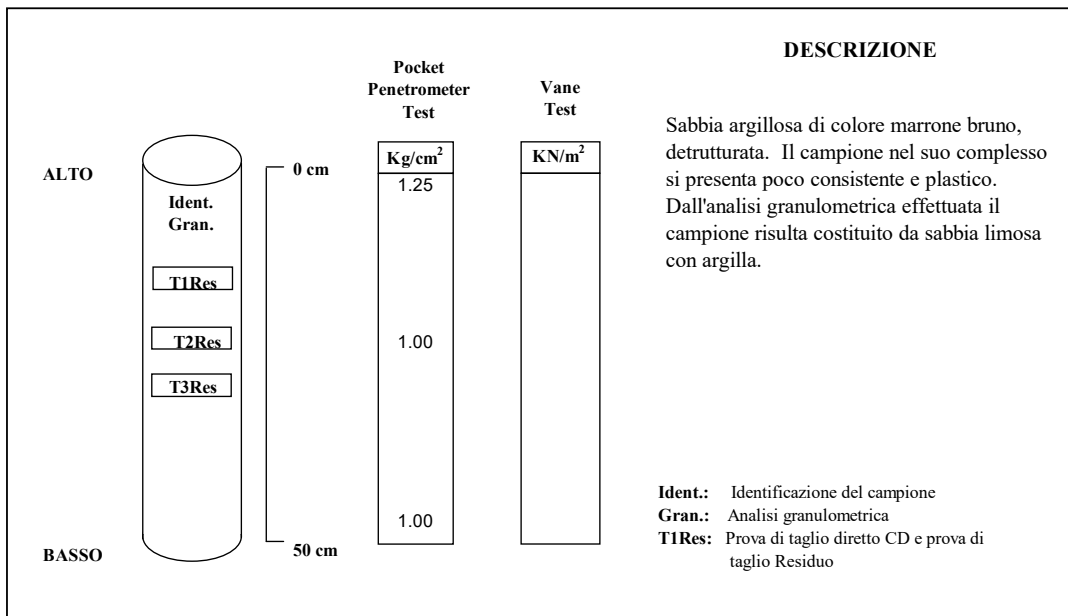 DESCRIZIONE
Pocket
Penetrometer
Test
Vane
Test
Kg/cm²
KN/m²
ALTO
0 cm
Ident.
Gran.
T1Res
T2Res
T3Res
1.25
1.00
1.00
BASSO
50 cm
Sabbia argillosa di colore marrone bruno,
detrutturata. Il campione nel suo complesso
si presenta poco consistente e plastico.
Dall'analisi granulometrica effettuata il
campione risulta costituito da sabbia limosa
con argilla.
Ident.: Identificazione del campione
Gran.: Analisi granulometrica
T1Res: Prova di taglio diretto CD e prova di
taglio Residuo